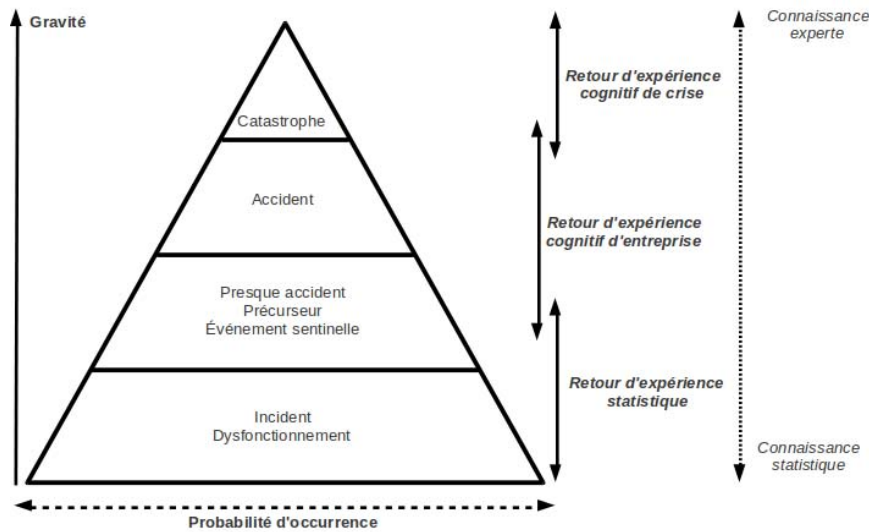 Gravité
Connaissance
experte
Retour d'expérience
cognitif de crise
Catastrophe
Accident
Retour d'expérience
cognitif d'entreprise
Presque accident
Précurseur
Événement sentinelle
Retour d'expérience
statistique
Incident
Dysfonctionnement
Connaissance
statistique
Probabilité d'occurrence